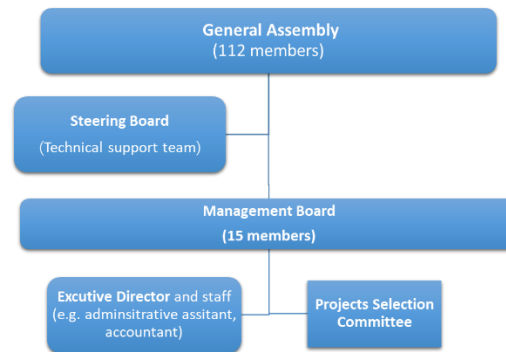 General Assembly
(112 members)
Steering Board
(Technical support team)
Management Board
(15 members)
Excutive Director and staff
(e.g. adminsitrative assitant,
accountant)
Projects Selection
Committee